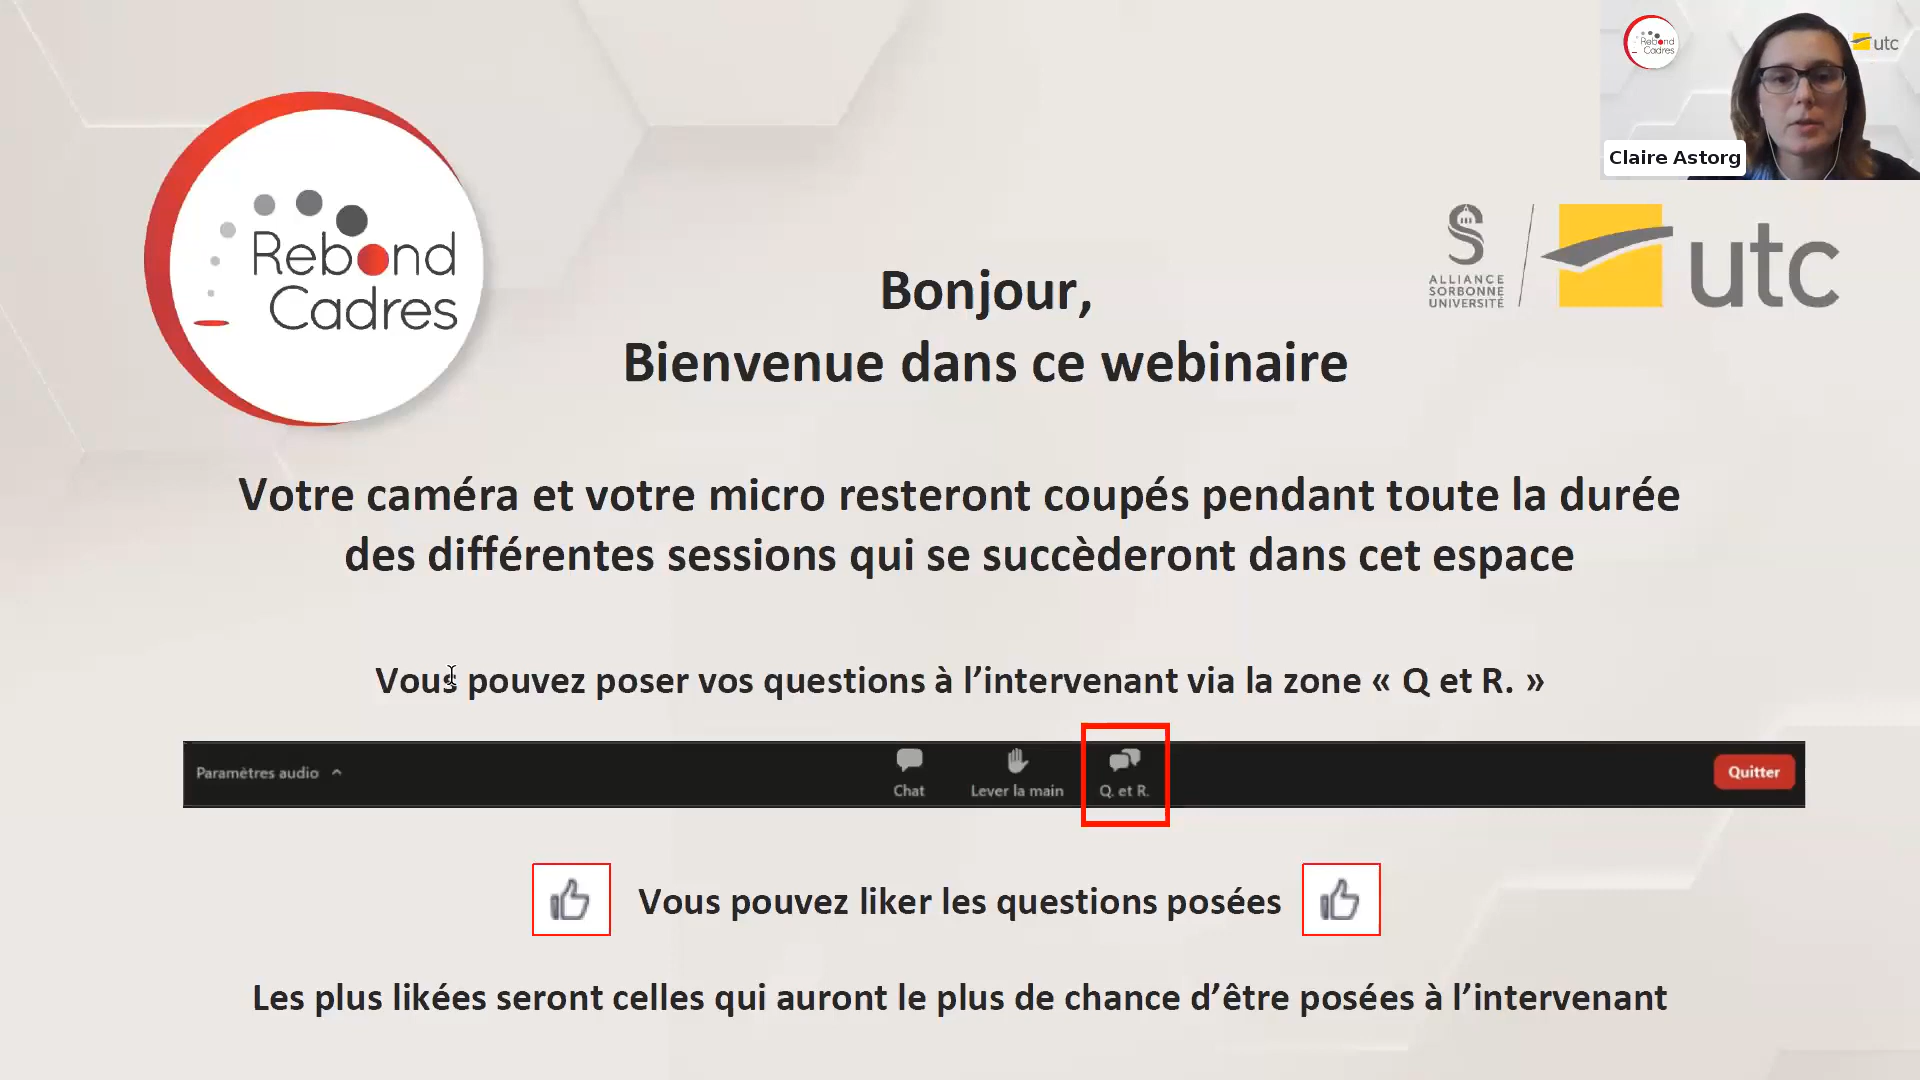 Rebond
Cadres
utc
Claire Astorg
Rebond
Cadres
ALLIANCE
SORBONNE
UNIVERSITÉ
utc
Bonjour,
Bienvenue dans ce webinaire
Votre caméra et votre micro resteront coupés pendant toute la durée
des différentes sessions qui se succèderont dans cet espace
Vous pouvez poser vos questions à l’intervenant via la zone « Q et R. »
Paramètres audio
Chat
Lever la main
Q. et R.
Quitter
Vous pouvez liker les questions posées
Les plus likées seront celles qui auront le plus de chance d’être posées à l’intervenant